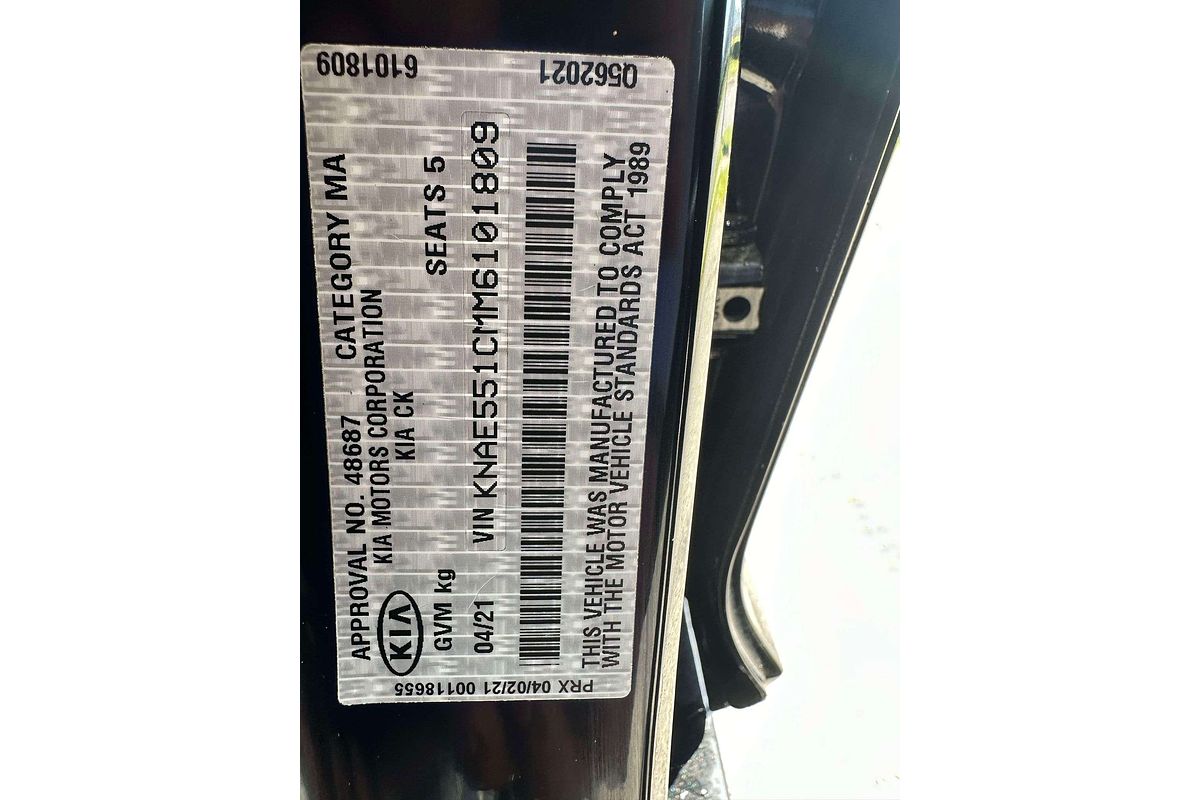 APPROVAL NO. 48687 CATEGORY MA
KIA MOTORS CORPORATION
KIA CK
KIA
GVM kg SEATS 5
04/21 VIN KNAE551CMM6101809
THIS VEHICLE WAS MANUFACTURED TO COMPLY
WITH THE MOTOR VEHICLE STANDARDS ACT 1989
6101809
Q562021
PRX 04/02/21 00118655